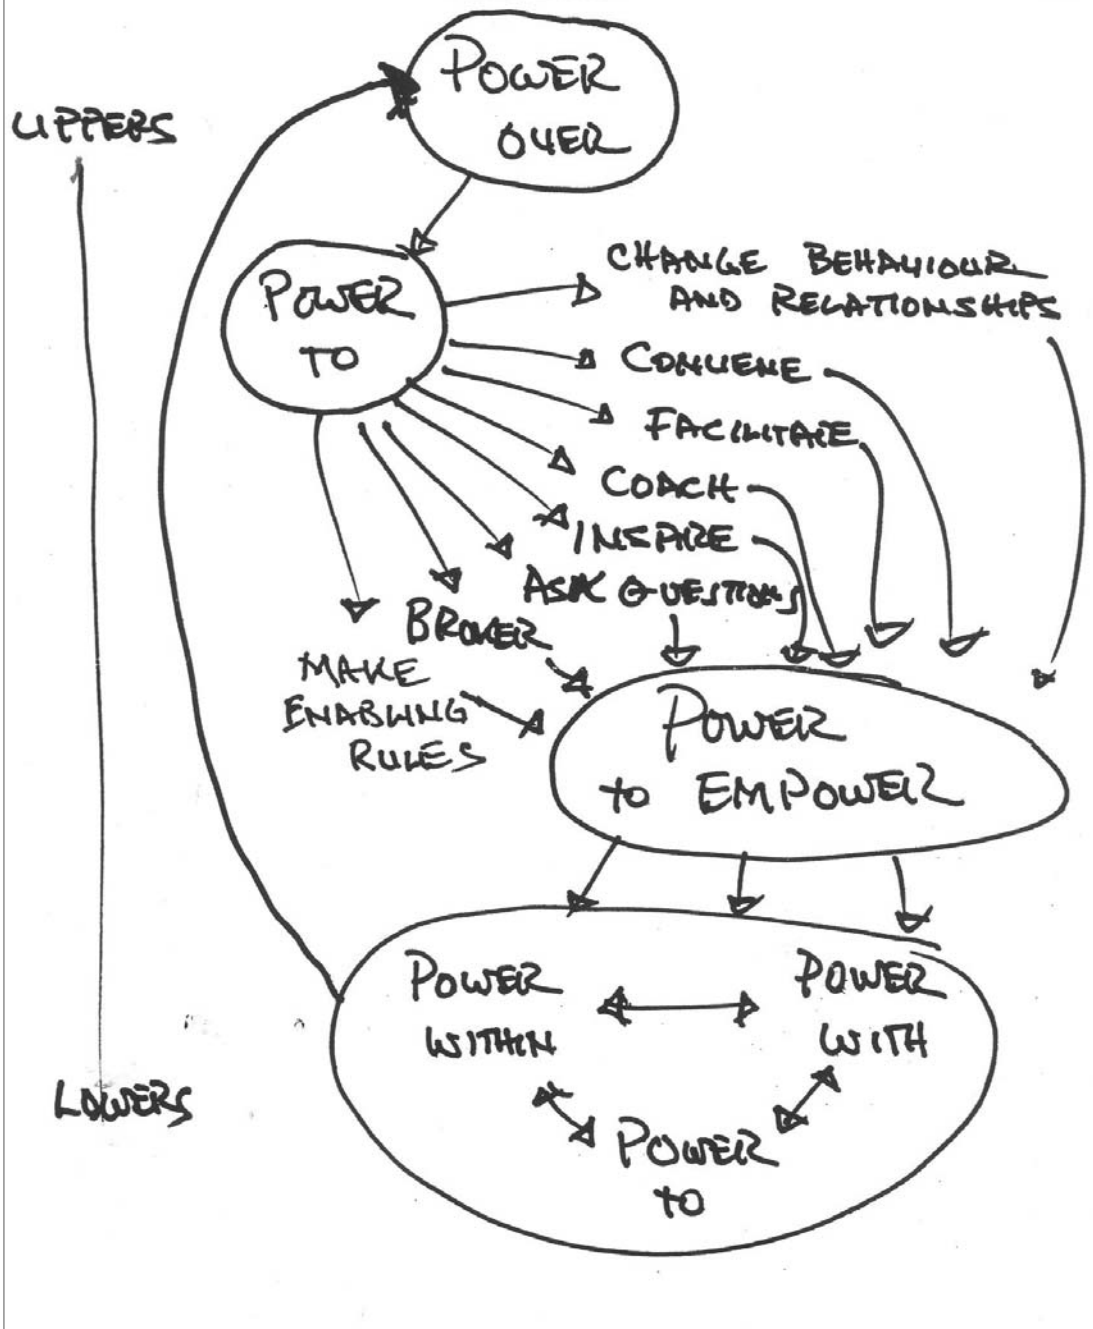 POWER
OVER
UPPERS
POWER
TO
CHANGE BEHAVIOUR
AND RELATIONSHIPS
CONVENE
FACILITATE
COACH
INSPIRE
ASK QUESTIONS
BROKER
MAKE
ENABLING
RULES
POWER
to EMPOWER
POWER
WITHIN
POWER
WITH
LOWERS
POWER
TO